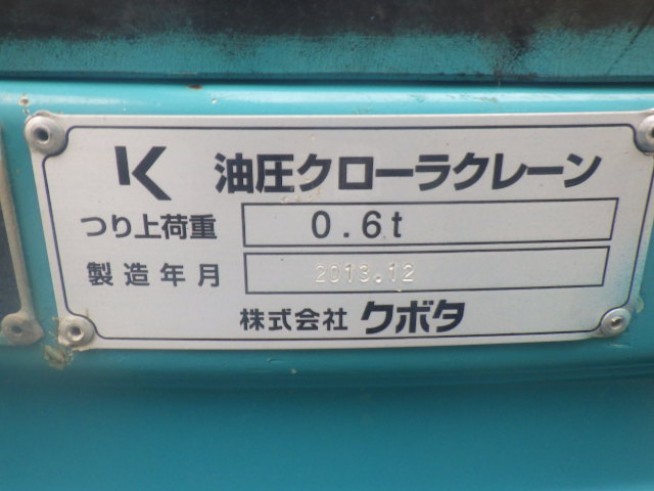 K 油圧クローラクレーン
つり上荷重 0.6t
製造年月 2013.12
株式会社 クボタ